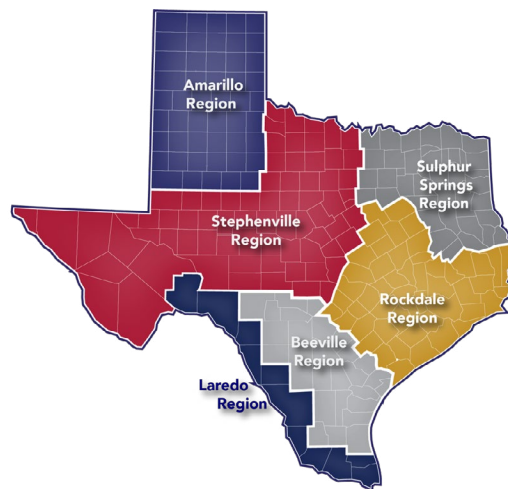 Amarillo
Region
Sulphur
Springs
Region
Stephenville
Region
Rockdale
Region
Beeville
Region
Laredo
Region